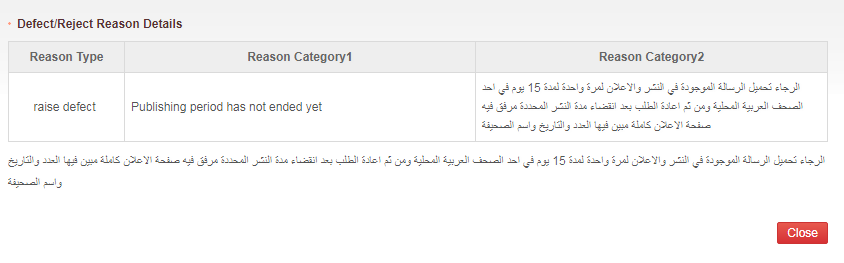 Defect/Reject Reason Details
Reason Type
Reason Category1
Reason Category2
raise defect
Publishing period has not ended yet
الرجاء تحميل الرسالة الموجودة في النشر والاعلان لمرة واحدة لمدة 15 يوم في احد
الصحف العربية المحلية ومن ثم اعادة الطلب بعد انقضاء مدة النشر المحددة مرفق فيه
صفحة الاعلان كاملة مبين فيها العدد والتاريخ واسم الصحيفة
الرجاء تحميل الرسالة الموجودة في النشر والاعلان لمرة واحدة لمدة 15 يوم في احد الصحف العربية المحلية ومن ثم اعادة الطلب بعد انقضاء مدة النشر المحددة مرفق فيه صفحة الاعلان كاملة مبين فيها العدد والتاريخ
واسم الصحيفة
Close